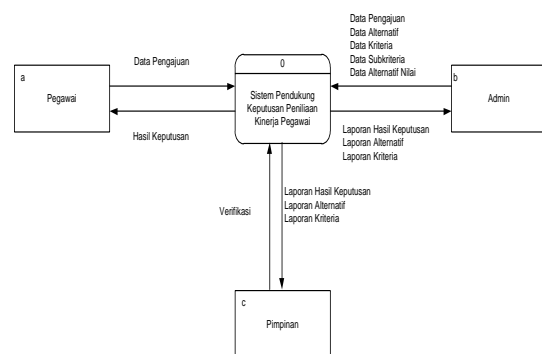 Data Pengajuan
Data Alternatif
Data Kriteria
Data Subkriteria
Data Alternatif Nilai
a
Pegawai
Data Pengajuan
Hasil Keputusan
0
Sistem Pendukung
Keputusan Peniliaan
Kinerja Pegawai
b
Admin
Laporan Hasil Keputusan
Laporan Alternatif
Laporan Kriteria
Verifikasi
Laporan Hasil Keputusan
Laporan Alternatif
Laporan Kriteria
c
Pimpinan